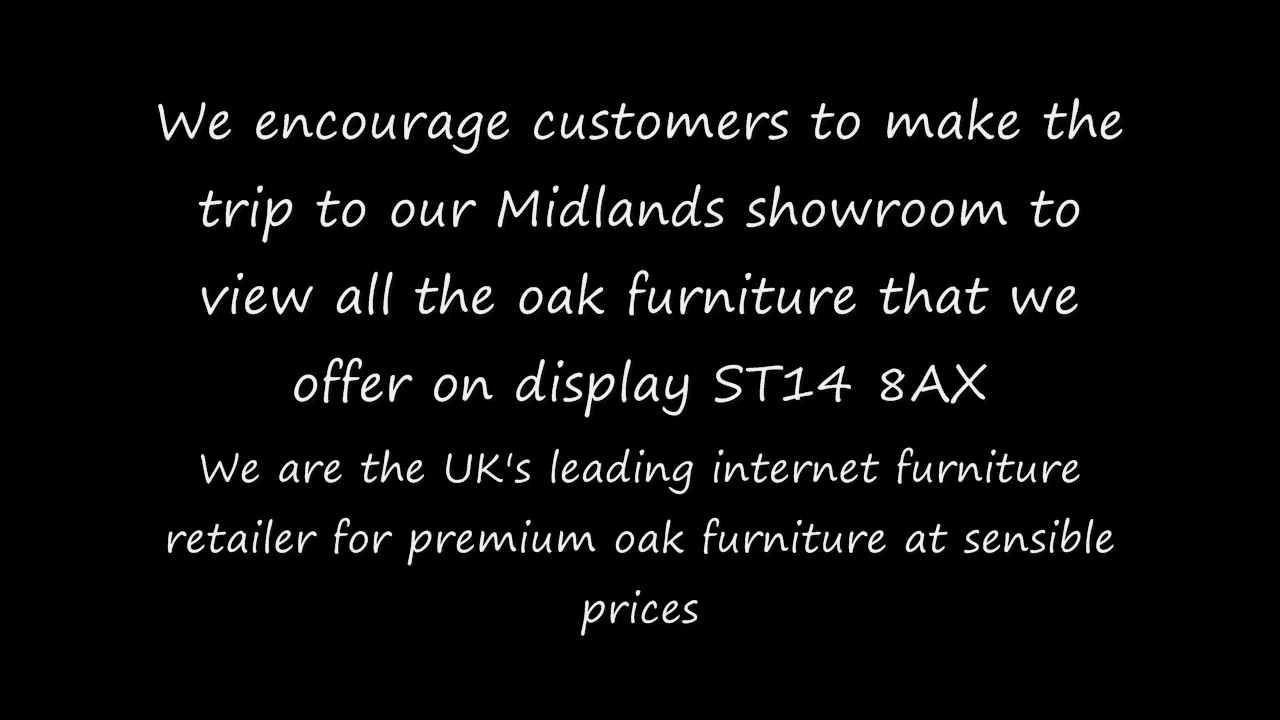 We encourage customers to make the
trip to our Midlands showroom to
view all the oak furniture that we
offer on display ST14 8AX
We are the UK's leading internet furniture
retailer for premium oak furniture at sensible
prices